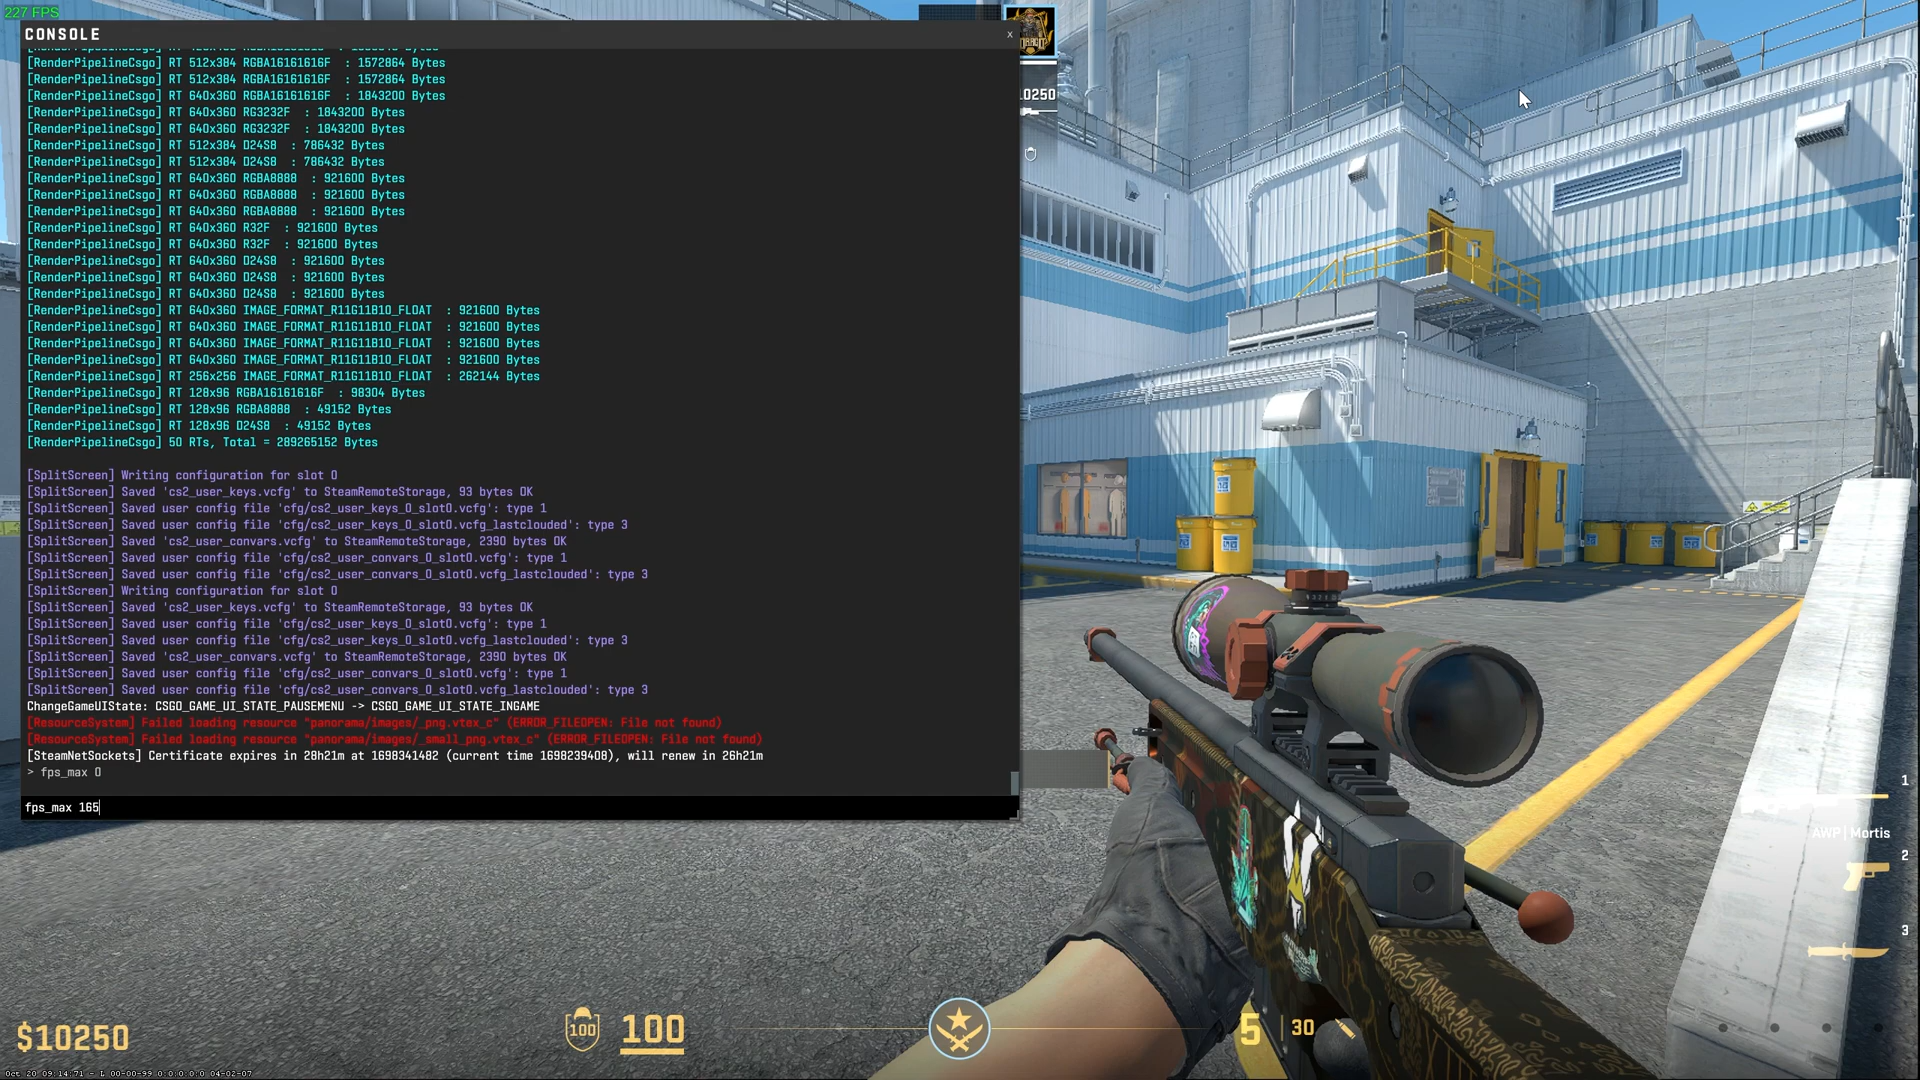 227 FPS
CONSOLE
x
[RenderPipelineCsgo] RT 512x384 RGBA16161616F : 1572864 Bytes
[RenderPipelineCsgo] RT 512x384 RGBA16161616F : 1572864 Bytes
[RenderPipelineCsgo] RT 640x360 RGBA16161616F : 1843200 Bytes
[RenderPipelineCsgo] RT 640x360 RG3232F : 1843200 Bytes
[RenderPipelineCsgo] RT 640x360 RG3232F : 1843200 Bytes
[RenderPipelineCsgo] RT 512x384 D24S8 : 786432 Bytes
[RenderPipelineCsgo] RT 512x384 D24S8 : 786432 Bytes
[RenderPipelineCsgo] RT 640x360 RGBA8888 : 921600 Bytes
[RenderPipelineCsgo] RT 640x360 RGBA8888 : 921600 Bytes
[RenderPipelineCsgo] RT 640x360 RGBA8888 : 921600 Bytes
[RenderPipelineCsgo] RT 640x360 R32F : 921600 Bytes
[RenderPipelineCsgo] RT 640x360 R32F : 921600 Bytes
[RenderPipelineCsgo] RT 640x360 D24S8 : 921600 Bytes
[RenderPipelineCsgo] RT 640x360 D24S8 : 921600 Bytes
[RenderPipelineCsgo] RT 640x360 D24S8 : 921600 Bytes
[RenderPipelineCsgo] RT 640x360 IMAGE_FORMAT_R11G11B10_FLOAT : 921600 Bytes
[RenderPipelineCsgo] RT 640x360 IMAGE_FORMAT_R11G11B10_FLOAT : 921600 Bytes
[RenderPipelineCsgo] RT 640x360 IMAGE_FORMAT_R11G11B10_FLOAT : 921600 Bytes
[RenderPipelineCsgo] RT 640x360 IMAGE_FORMAT_R11G11B10_FLOAT : 921600 Bytes
[RenderPipelineCsgo] RT 256x256 IMAGE_FORMAT_R11G11B10_FLOAT : 262144 Bytes
[RenderPipelineCsgo] RT 128x96 RGBA16161616F : 98304 Bytes
[RenderPipelineCsgo] RT 128x96 RGBA8888 : 49152 Bytes
[RenderPipelineCsgo] RT 128x96 D24S8 : 49152 Bytes
[RenderPipelineCsgo] 50 RTs, Total = 289265152 Bytes
[SplitScreen] Writing configuration for slot 0
[SplitScreen] Saved 'cs2_user_keys.vcfg' to SteamRemoteStorage, 93 bytes OK
[SplitScreen] Saved user config file 'cfg/cs2_user_keys_0_slot0.vcfg': type 1
[SplitScreen] Saved user config file 'cfg/cs2_user_keys_0_slot0.vcfg_lastclouded': type 3
[SplitScreen] Saved 'cs2_user_convars.vcfg' to SteamRemoteStorage, 2390 bytes OK
[SplitScreen] Saved user config file 'cfg/cs2_user_convars_0_slot0.vcfg': type 1
[SplitScreen] Saved user config file 'cfg/cs2_user_convars_0_slot0.vcfg_lastclouded': type 3
[SplitScreen] Writing configuration for slot 0
[SplitScreen] Saved 'cs2_user_keys.vcfg' to SteamRemoteStorage, 93 bytes OK
[SplitScreen] Saved user config file 'cfg/cs2_user_keys_0_slot0.vcfg': type 1
[SplitScreen] Saved user config file 'cfg/cs2_user_keys_0_slot0.vcfg_lastclouded': type 3
[SplitScreen] Saved 'cs2_user_convars.vcfg' to SteamRemoteStorage, 2390 bytes OK
[SplitScreen] Saved user config file 'cfg/cs2_user_convars_0_slot0.vcfg': type 1
[SplitScreen] Saved user config file 'cfg/cs2_user_convars_0_slot0.vcfg_lastclouded': type 3
ChangeGameUIState: CSGO_GAME_UI_STATE_PAUSEMENU -> CSGO_GAME_UI_STATE_INGAME
[ResourceSystem] Failed loading resource "panorama/images/_png.vtex_c" (ERROR_FILEOPEN: File not found)
[ResourceSystem] Failed loading resource "panorama/images/_small_png.vtex_c" (ERROR_FILEOPEN: File not found)
[SteamNetSockets] Certificate expires in 28h21m at 1698341482 (current time 1698239408), will renew in 26h21m
> fps_max 0
fps_max 165
10250
1
AWP | Mortis
2
3
$10250
100
100
5
30